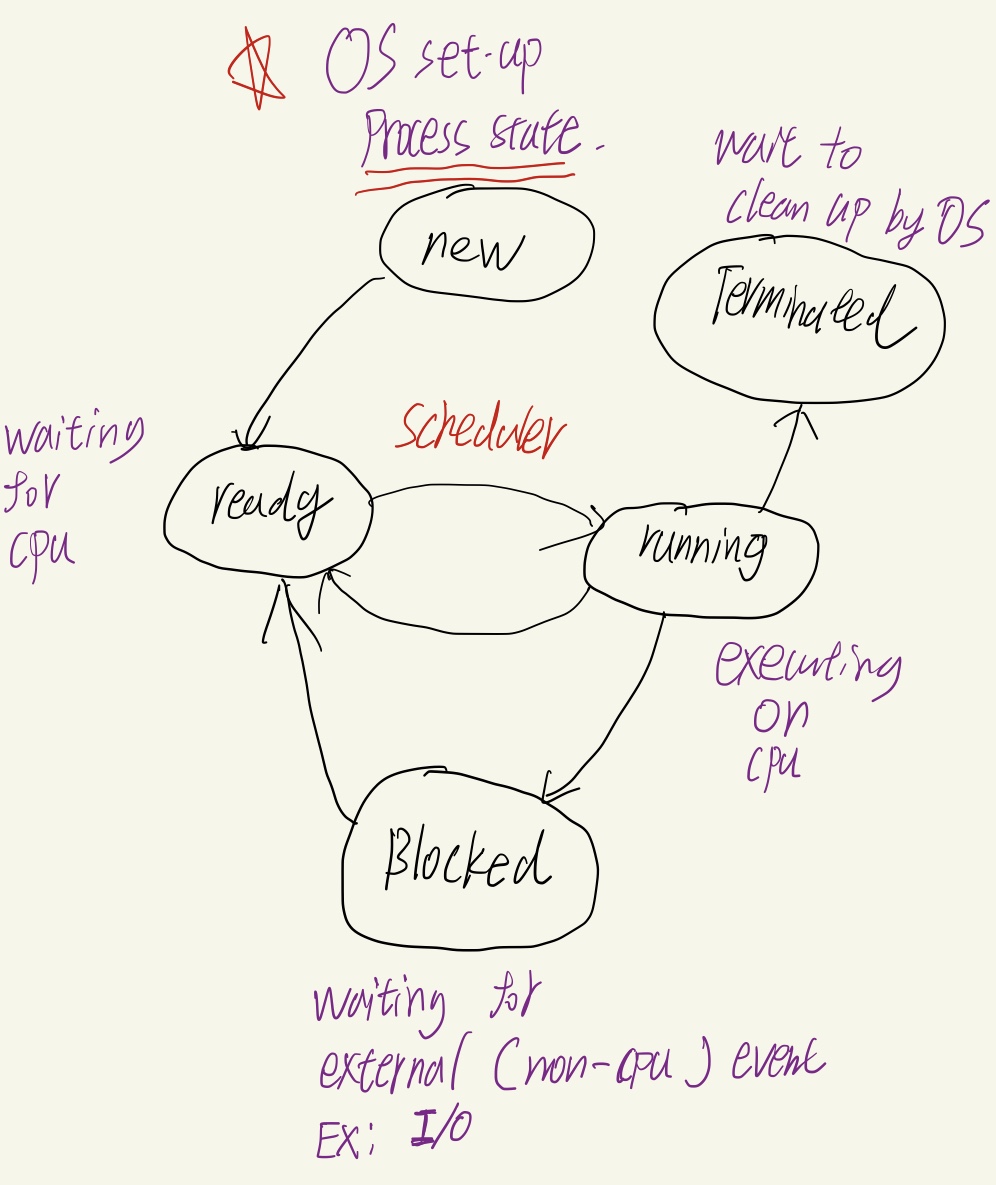 OS set-up
Process state.
new
wait to
clean up by OS
Terminated
waiting
for
cpu
ready
scheduler
running
executing
on
cpu
Blocked
waiting for
external (non-cpu) event
Ex: I/O